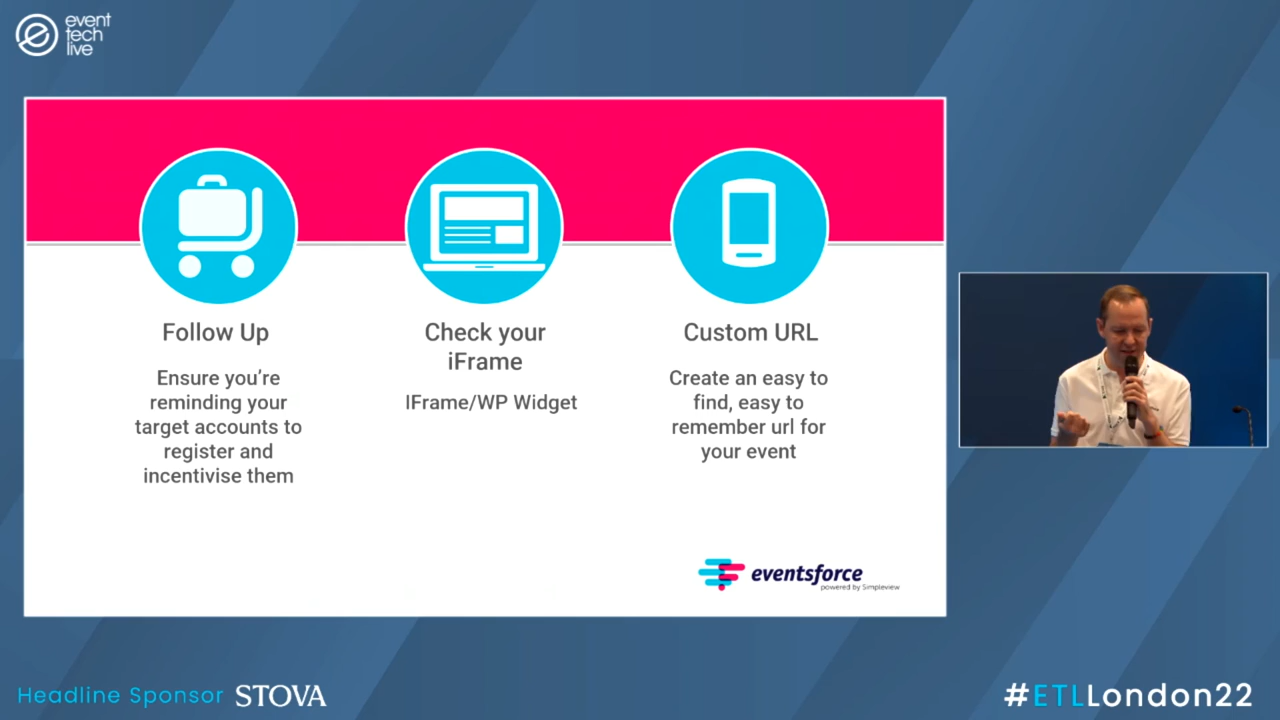 event
tech
live
Follow Up
Ensure you're
reminding your
target accounts to
register and
incentivise them
Check your
iFrame
IFrame/WP Widget
Custom URL
Create an easy to
find, easy to
remember url for
your event
eventsforce
powered by Simpleview
Headline Sponsor STOVA
#ETLLondon22